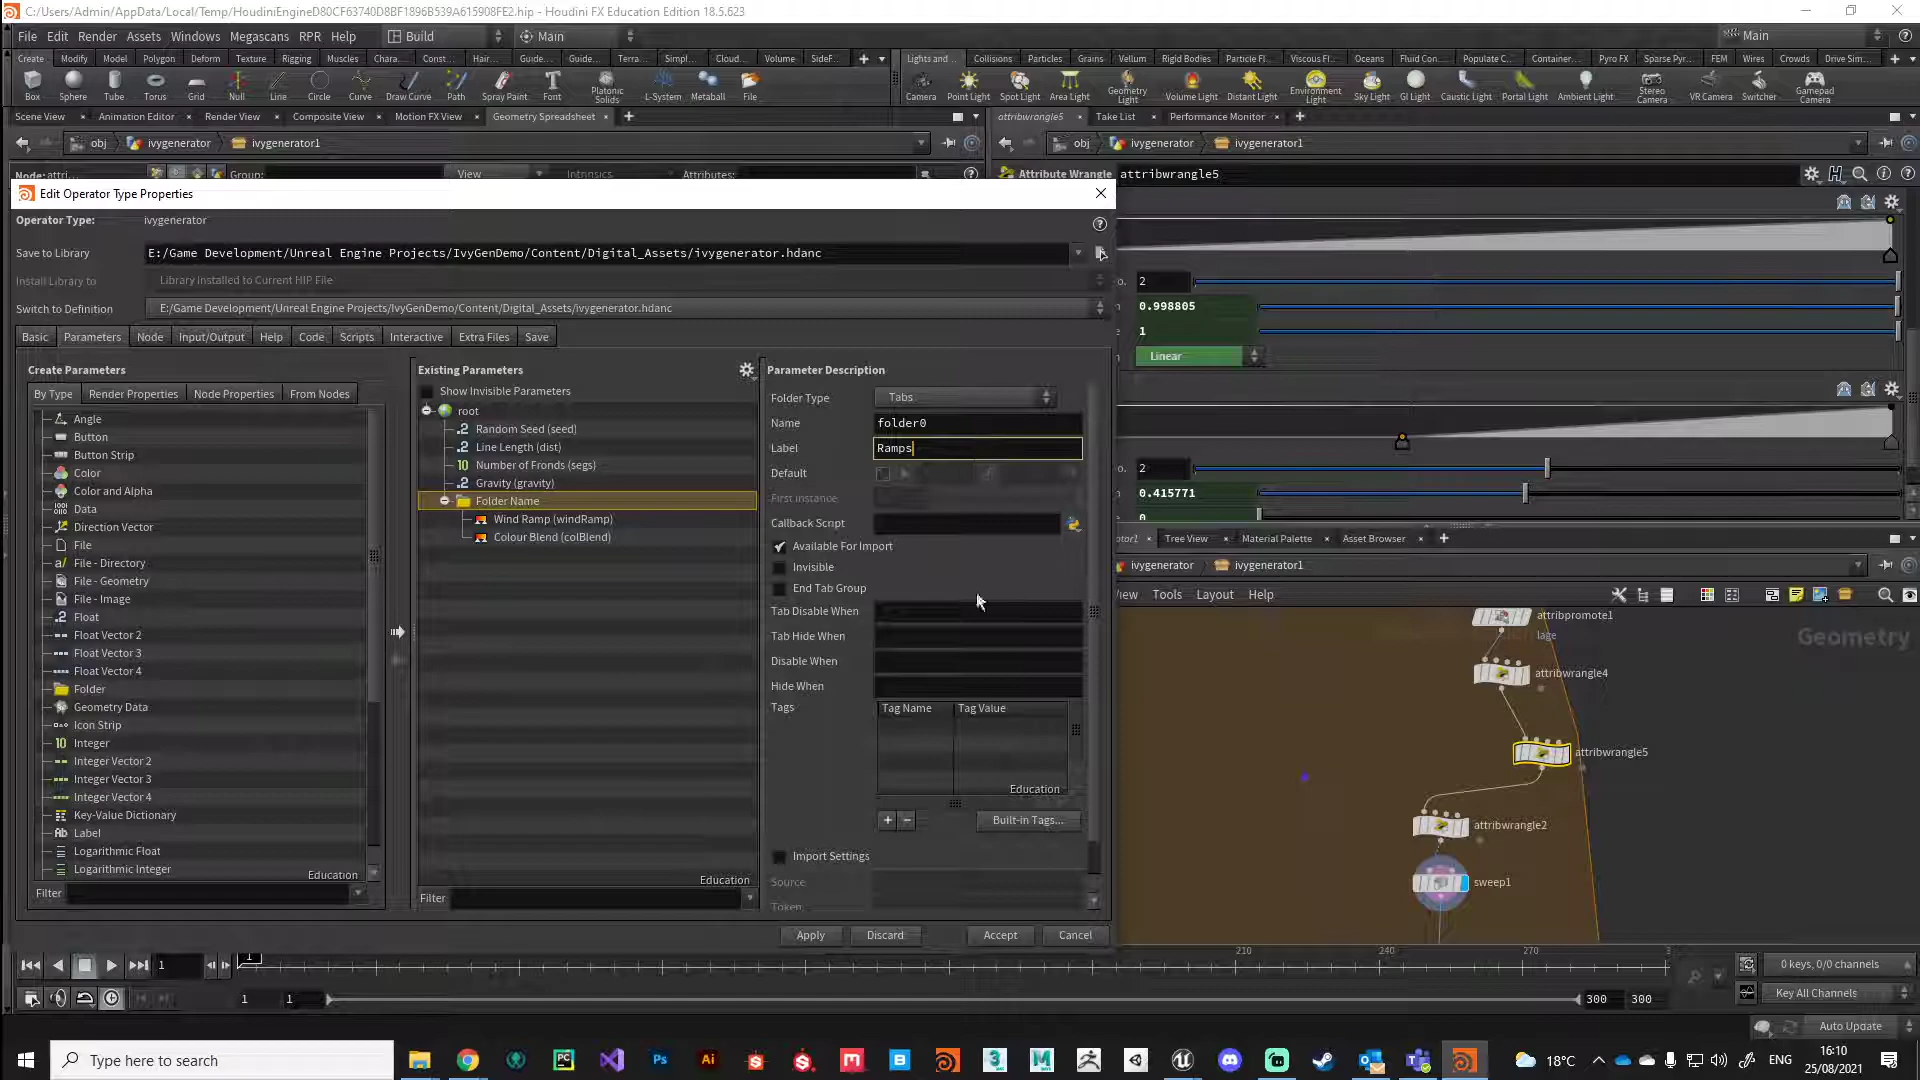 C:/Users/Admin/AppData/Local/Temp/HoudiniEngineD80CF63740D8BF1896B539A615908FE2.hip - Houdini FX Education Edition 18.5.623
File Edit Render Assets Windows Megascans RPR Help Build Main Main
Create Modify Model Polygon Deform Texture Rigging Muscles Chara... Const... Hair... Guide... Guide... Terra... Simpl... Cloud... Volume SideF...
Lights and ... Collisions Particles Grains Vellum Rigid Bodies Particle Fl... Viscous Fl... Oceans Fluid Con... Populate C... Container... Pyro FX Sparse Pyr... FEM Wires Crowds Drive Sim...
Box Sphere Tube Torus Grid Null Line Circle Curve Draw Curve Path Spray Paint Font Platonic Solids L-System Metaball File
Camera Point Light Spot Light Area Light Geometry Light Volume Light Distant Light Environment Light Sky Light GI Light Caustic Light Portal Light Ambient Light Stereo Camera VR Camera Switcher Gamepad Camera
Scene View Animation Editor Render View Composite View Motion FX View Geometry Spreadsheet
attribwrangle5 Take List Performance Monitor
obj ivygenerator ivygenerator1
obj ivygenerator ivygenerator1
Node: attri... Group: View Intrinsics Attributes:
Attribute Wrangle attribwrangle5
Edit Operator Type Properties
Operator Type: ivygenerator
Save to Library E:/Game Development/Unreal Engine Projects/IvyGenDemo/Content/Digital_Assets/ivygenerator.hdanc
Install Library to Library Installed to Current HIP File
Switch to Definition E:/Game Development/Unreal Engine Projects/IvyGenDemo/Content/Digital_Assets/ivygenerator.hdanc
Basic Parameters Node Input/Output Help Code Scripts Interactive Extra Files Save
Create Parameters
By Type Render Properties Node Properties From Nodes
Angle
Button
Button Strip
Color
Color and Alpha
Data
Direction Vector
File
File - Directory
File - Geometry
File - Image
Float
Float Vector 2
Float Vector 3
Float Vector 4
Folder
Geometry Data
Icon Strip
Integer
Integer Vector 2
Integer Vector 3
Integer Vector 4
Key-Value Dictionary
Label
Logarithmic Float
Logarithmic Integer
Education
Filter
Existing Parameters
Show Invisible Parameters
root
Random Seed (seed)
Line Length (dist)
Number of Fronds (segs)
Gravity (gravity)
Folder Name
Wind Ramp (windRamp)
Colour Blend (colBlend)
Education
Filter
Parameter Description
Folder Type Tabs
Name folder0
Label Ramps
Default
First Instance
Callback Script
Available For Import
Invisible
End Tab Group
Tab Disable When
Tab Hide When
Disable When
Hide When
Tags Tag Name Tag Value
Education
+ - Built-in Tags...
Import Settings
Source
Token
Apply Discard Accept Cancel
o. 2
0.998805
1
Linear
o. 2
0.415771
0
ator1 Tree View Material Palette Asset Browser
ivygenerator ivygenerator1
iew Tools Layout Help
Geometry
attribpromote1
lage
attribwrangle4
attribwrangle5
attribwrangle2
sweep1
1 1 210 240 270 3
0 keys, 0/0 channels
1 1 300 300
Key All Channels
Auto Update
Type here to search
18°C ENG 16:10
25/08/2021